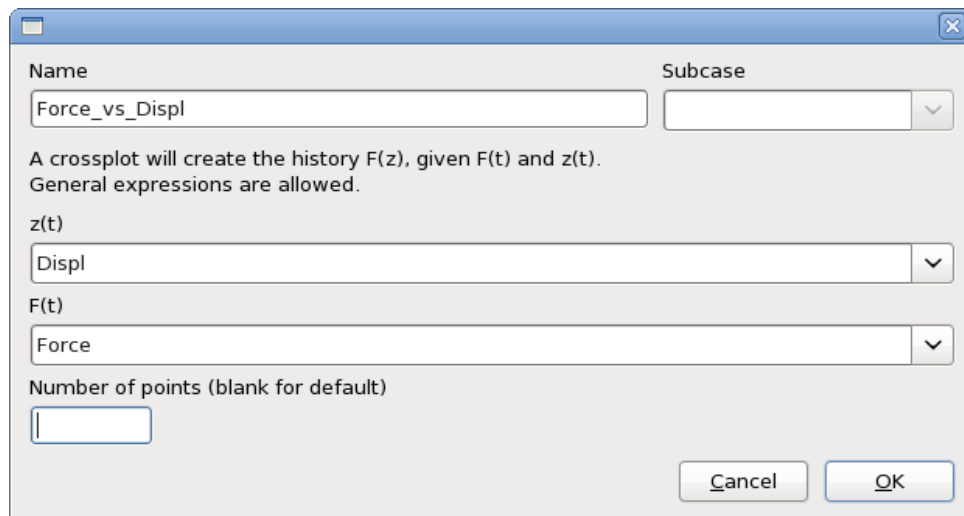 Name
Subcase
Force_vs_Displ
A crossplot will create the history F(z), given F(t) and z(t).
General expressions are allowed.
z(t)
Displ
F(t)
Force
Number of points (blank for default)
Cancel
OK